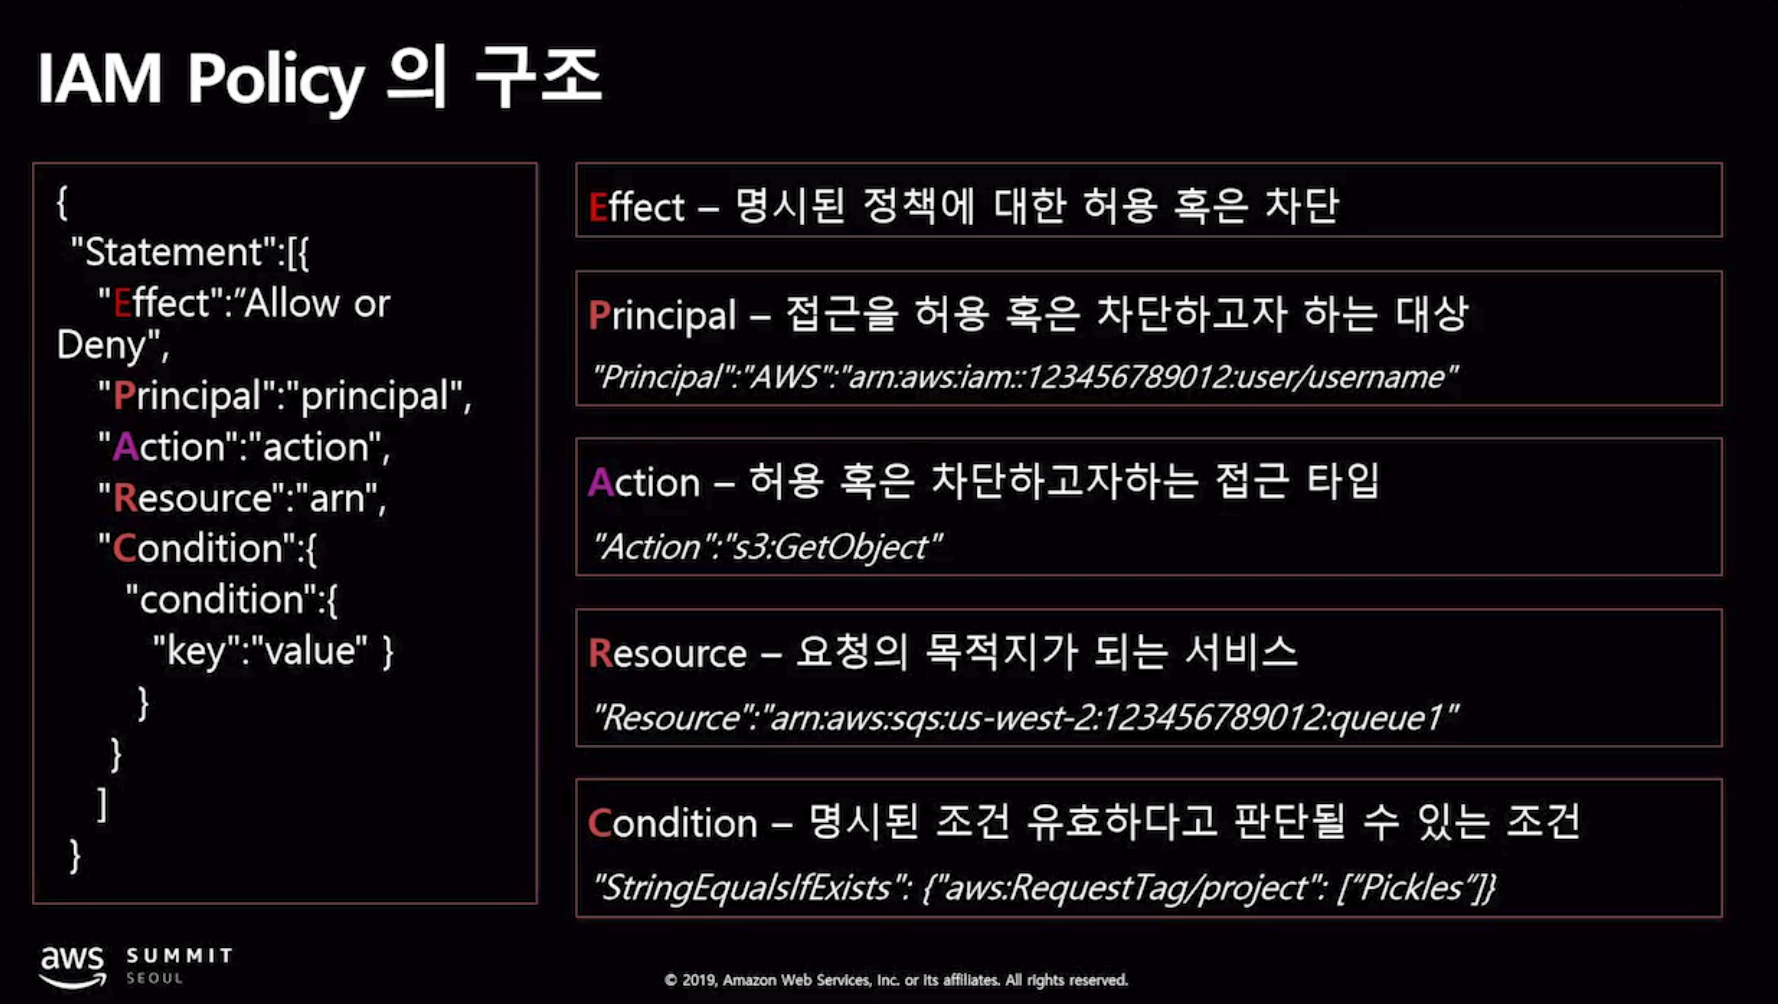 IAM Policy 의 구조
{
"Statement":[{
"Effect":”Allow or
Deny",
"Principal":"principal",
"Action":"action",
"Resource":"arn",
"Condition":{
"condition":{
"key":"value" }
}
}
]
}
Effect – 명시된 정책에 대한 허용 혹은 차단
Principal – 접근을 허용 혹은 차단하고자 하는 대상
"Principal":"AWS":"arn:aws:iam::123456789012:user/username"
Action – 허용 혹은 차단하고자하는 접근 타입
"Action":"s3:GetObject"
Resource – 요청의 목적지가 되는 서비스
"Resource":"arn:aws:sqs:us-west-2:123456789012:queue1"
Condition – 명시된 조건 유효하다고 판단될 수 있는 조건
"StringEqualsIfExists": {"aws:RequestTag/project": [“Pickles“]}
aws SUMMIT
SEOUL
© 2019, Amazon Web Services, Inc. or its affiliates. All rights reserved.